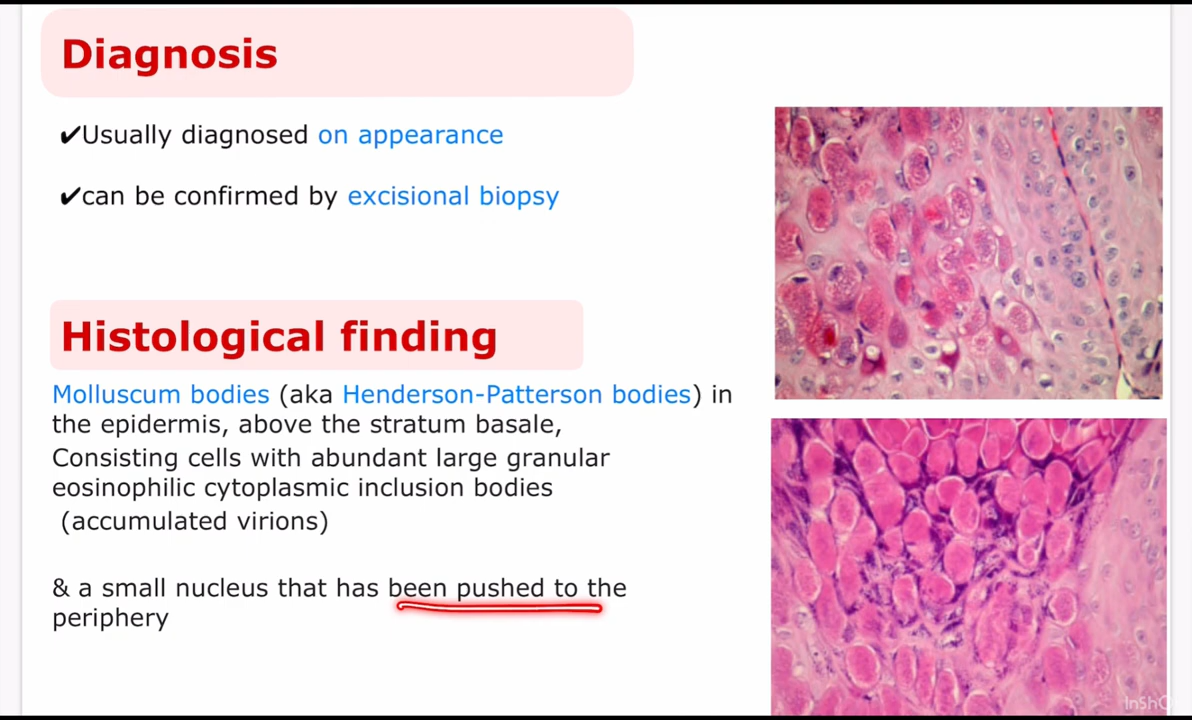 Diagnosis
✔Usually diagnosed on appearance
✔can be confirmed by excisional biopsy
Histological finding
Molluscum bodies (aka Henderson-Patterson bodies) in
the epidermis, above the stratum basale,
Consisting cells with abundant large granular
eosinophilic cytoplasmic inclusion bodies
(accumulated virions)
& a small nucleus that has been pushed to the
periphery